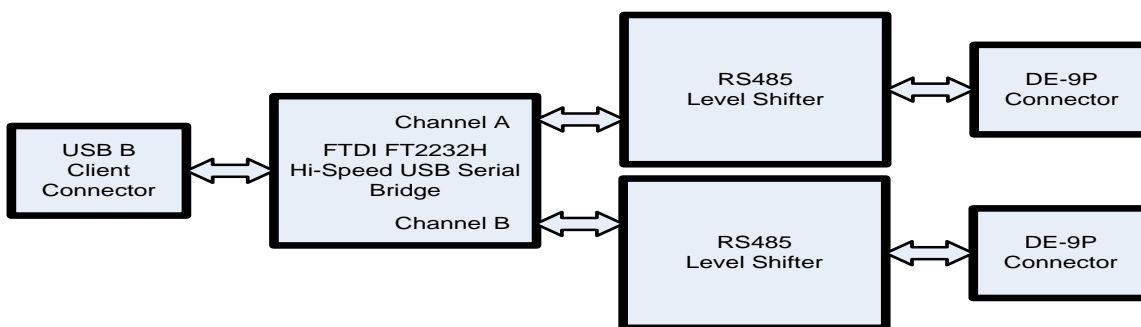 USB B
Client
Connector
Channel A
FTDI FT2232H
Hi-Speed USB Serial
Bridge
Channel B
RS485
Level Shifter
DE-9P
Connector
RS485
Level Shifter
DE-9P
Connector